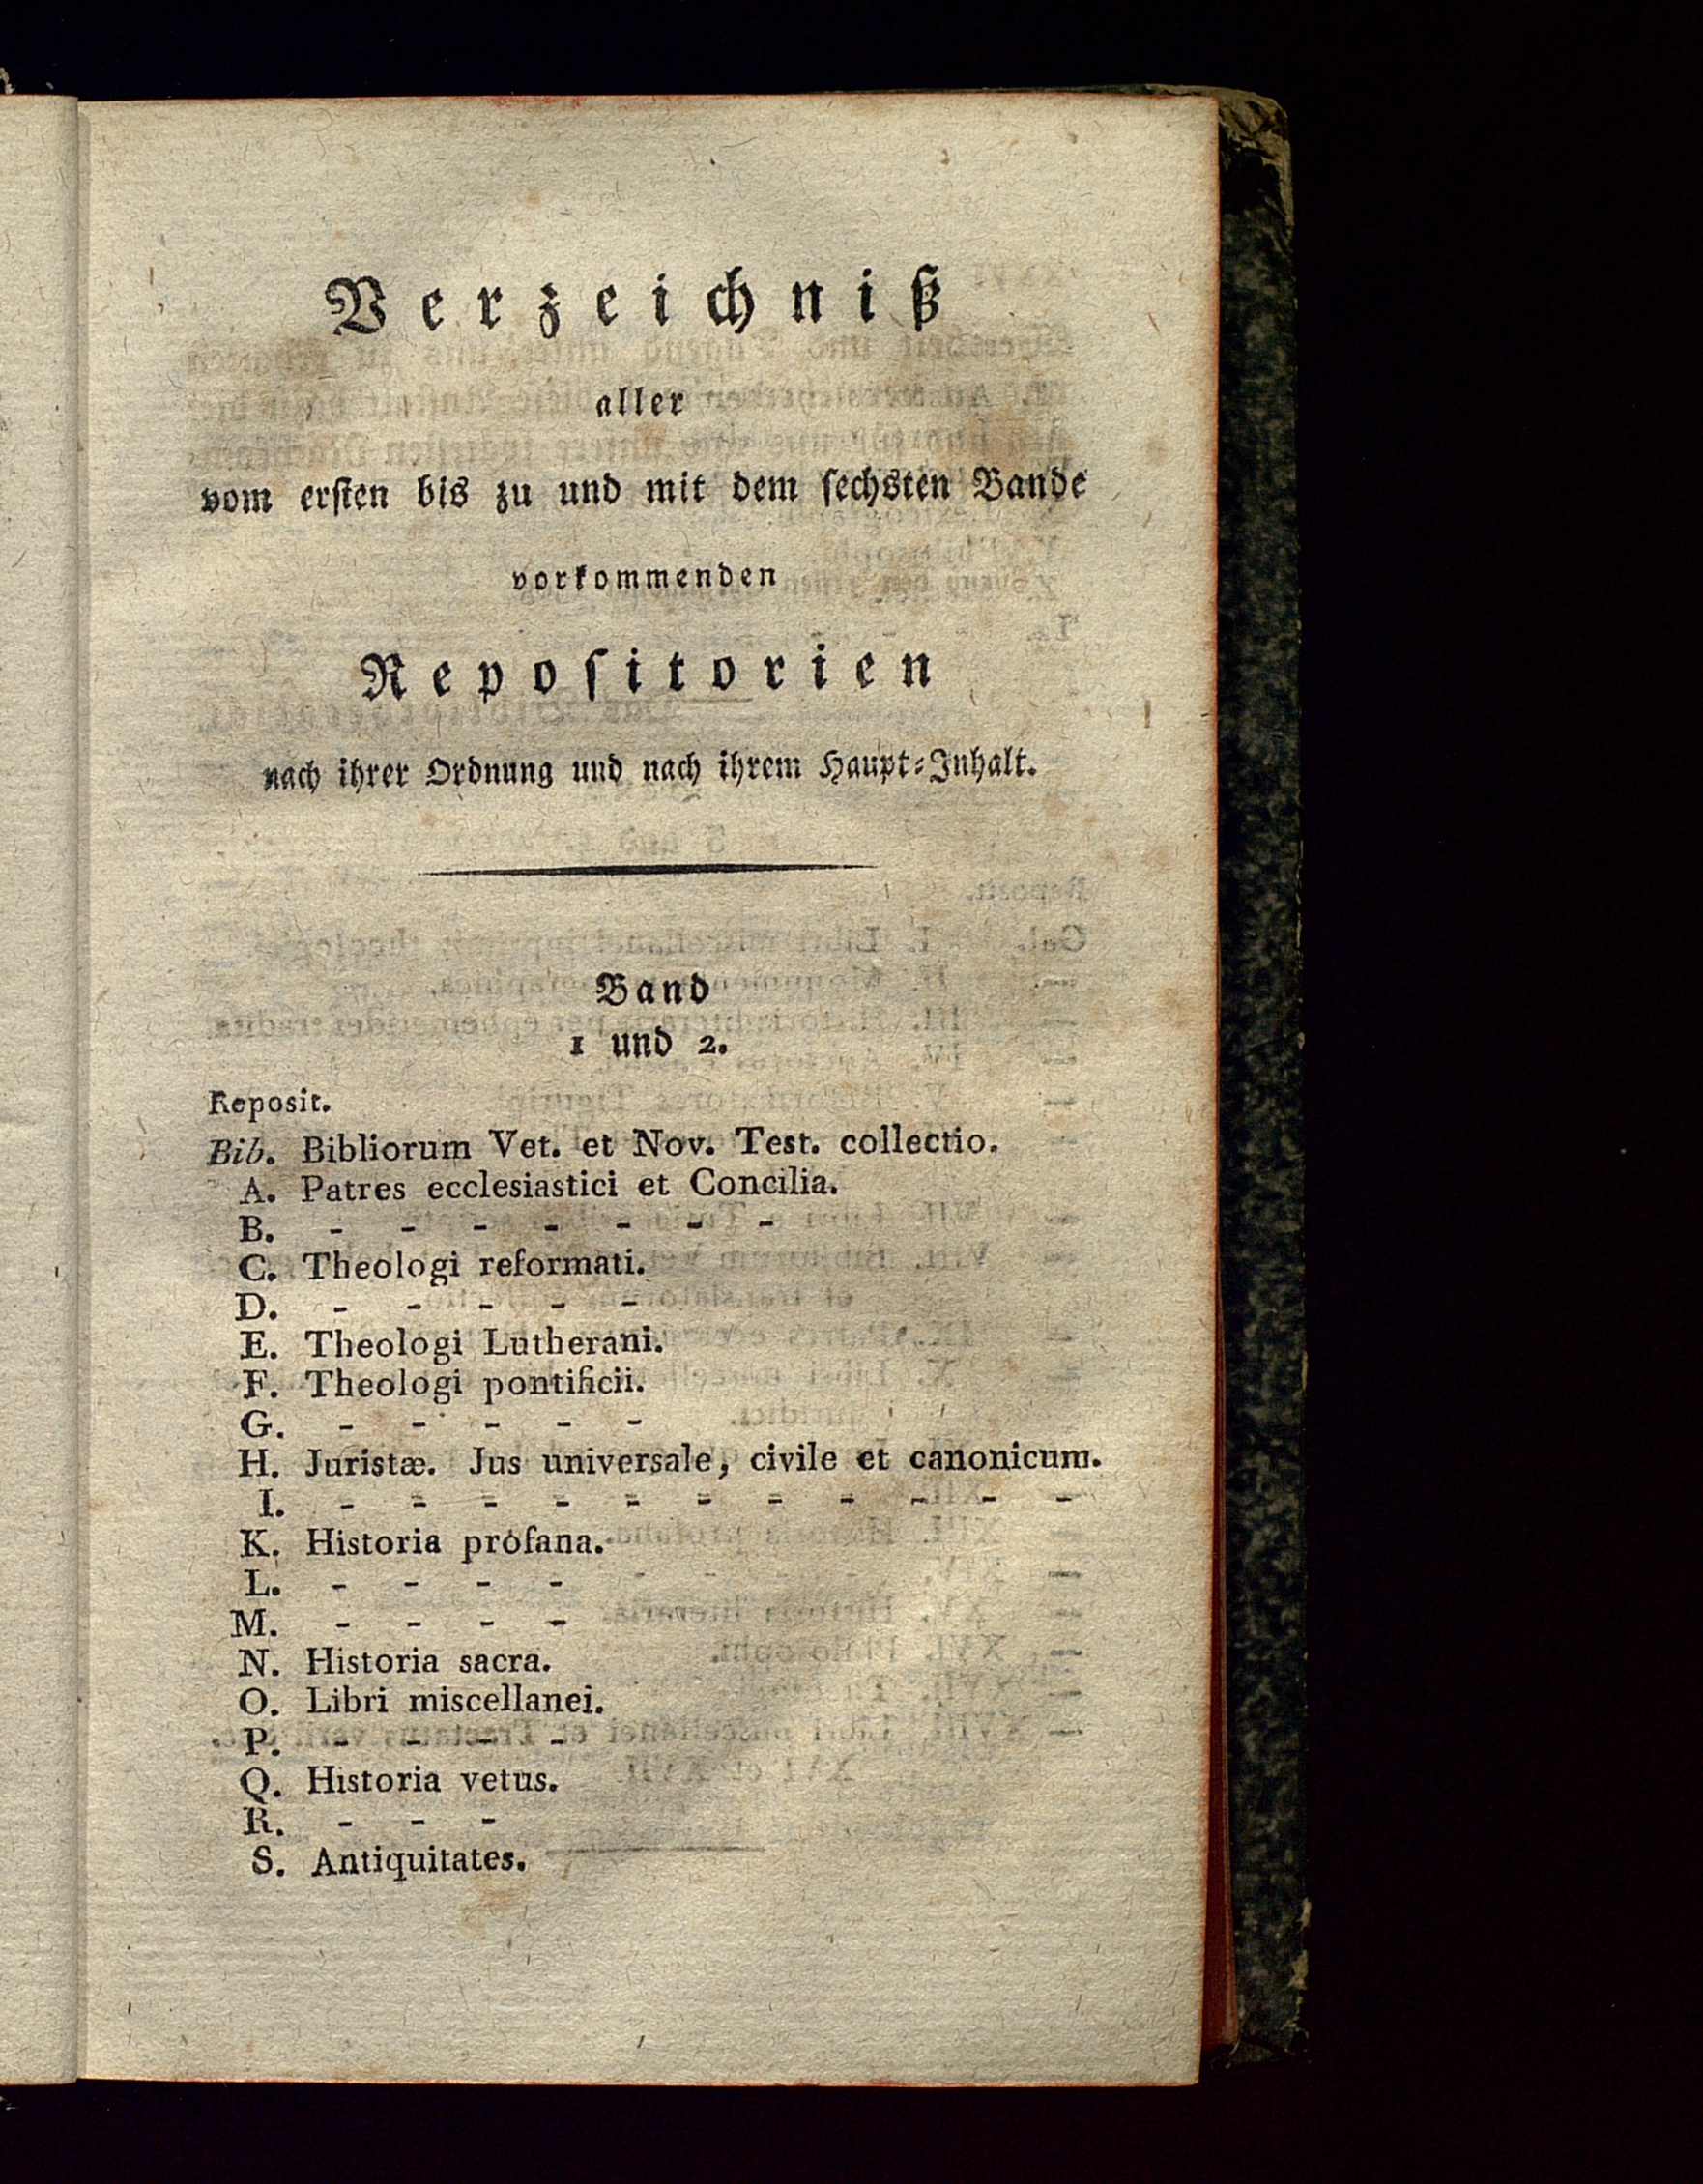 Verzeichniß
aller
vom ersten bis zu und mit dem sechsten Bande
vorkommenden
Repositorien
nach ihrer Ordnung und nach ihrem Haupt-Inhalt.
Band
1 und 2.
Reposit.
Bib. Bibliorum Vet. et Nov. Test. collectio.
A. Patres ecclesiastici et Concilia.
B. - - - - - - -
C. Theologi reformati.
D. - - - - -
E. Theologi Lutherani.
F. Theologi pontificii.
G. - - - - -
H. Juristæ. Jus universale, civile et canonicum.
I. - - - - - - - - - - -
K. Historia profana.
L. - - - -
M. - - - -
N. Historia sacra.
O. Libri miscellanei.
P. - - - -
Q. Historia vetus.
R. - - -
S. Antiquitates.